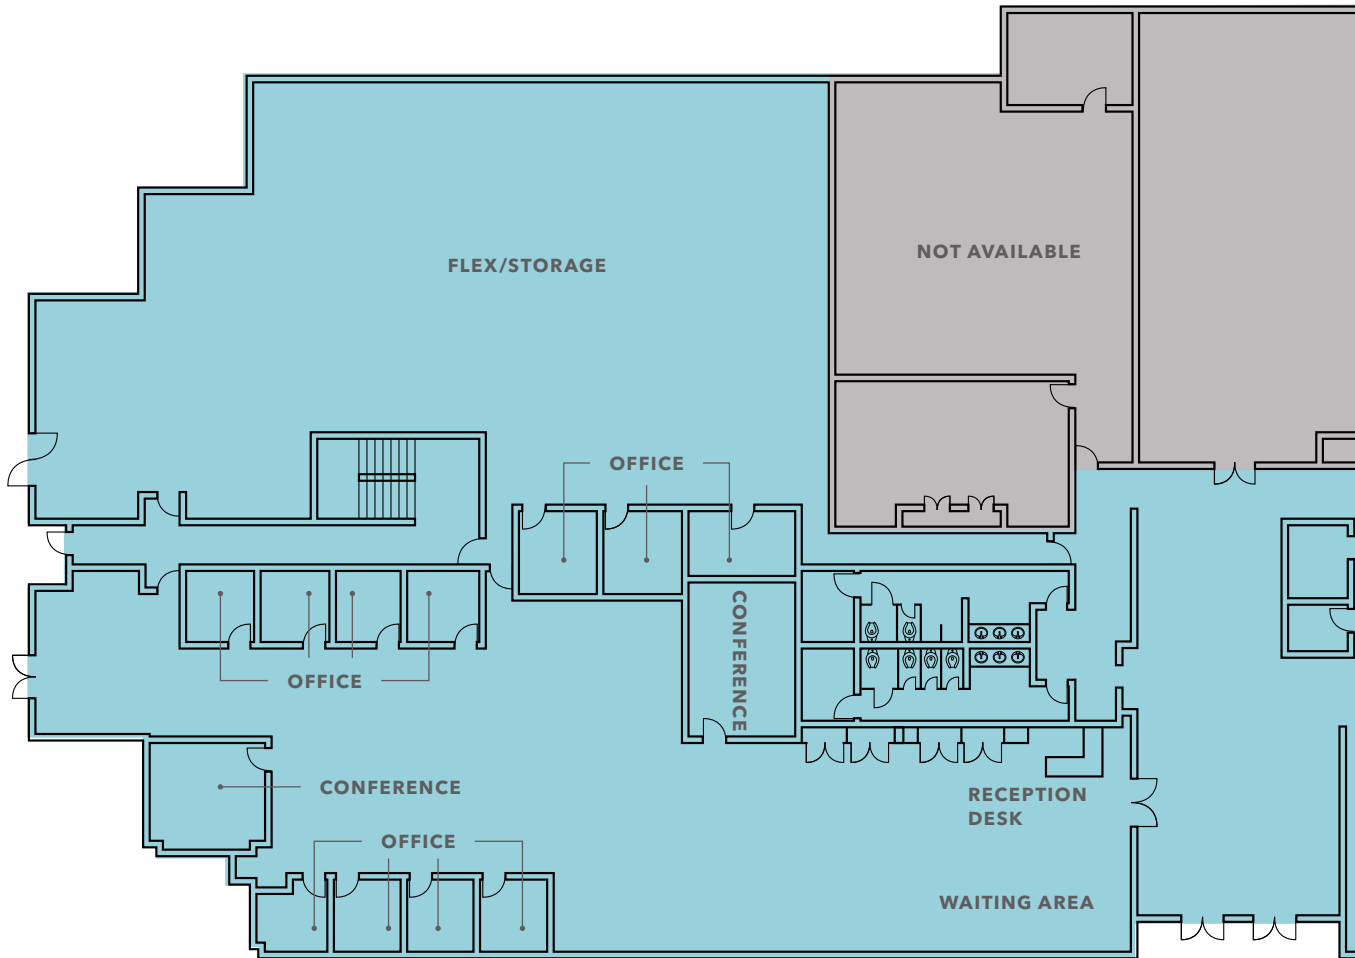 NOT AVAILABLE
FLEX/STORAGE
OFFICE
CONFERENCE
OFFICE
CONFERENCE
RECEPTION
DESK
OFFICE
WAITING AREA